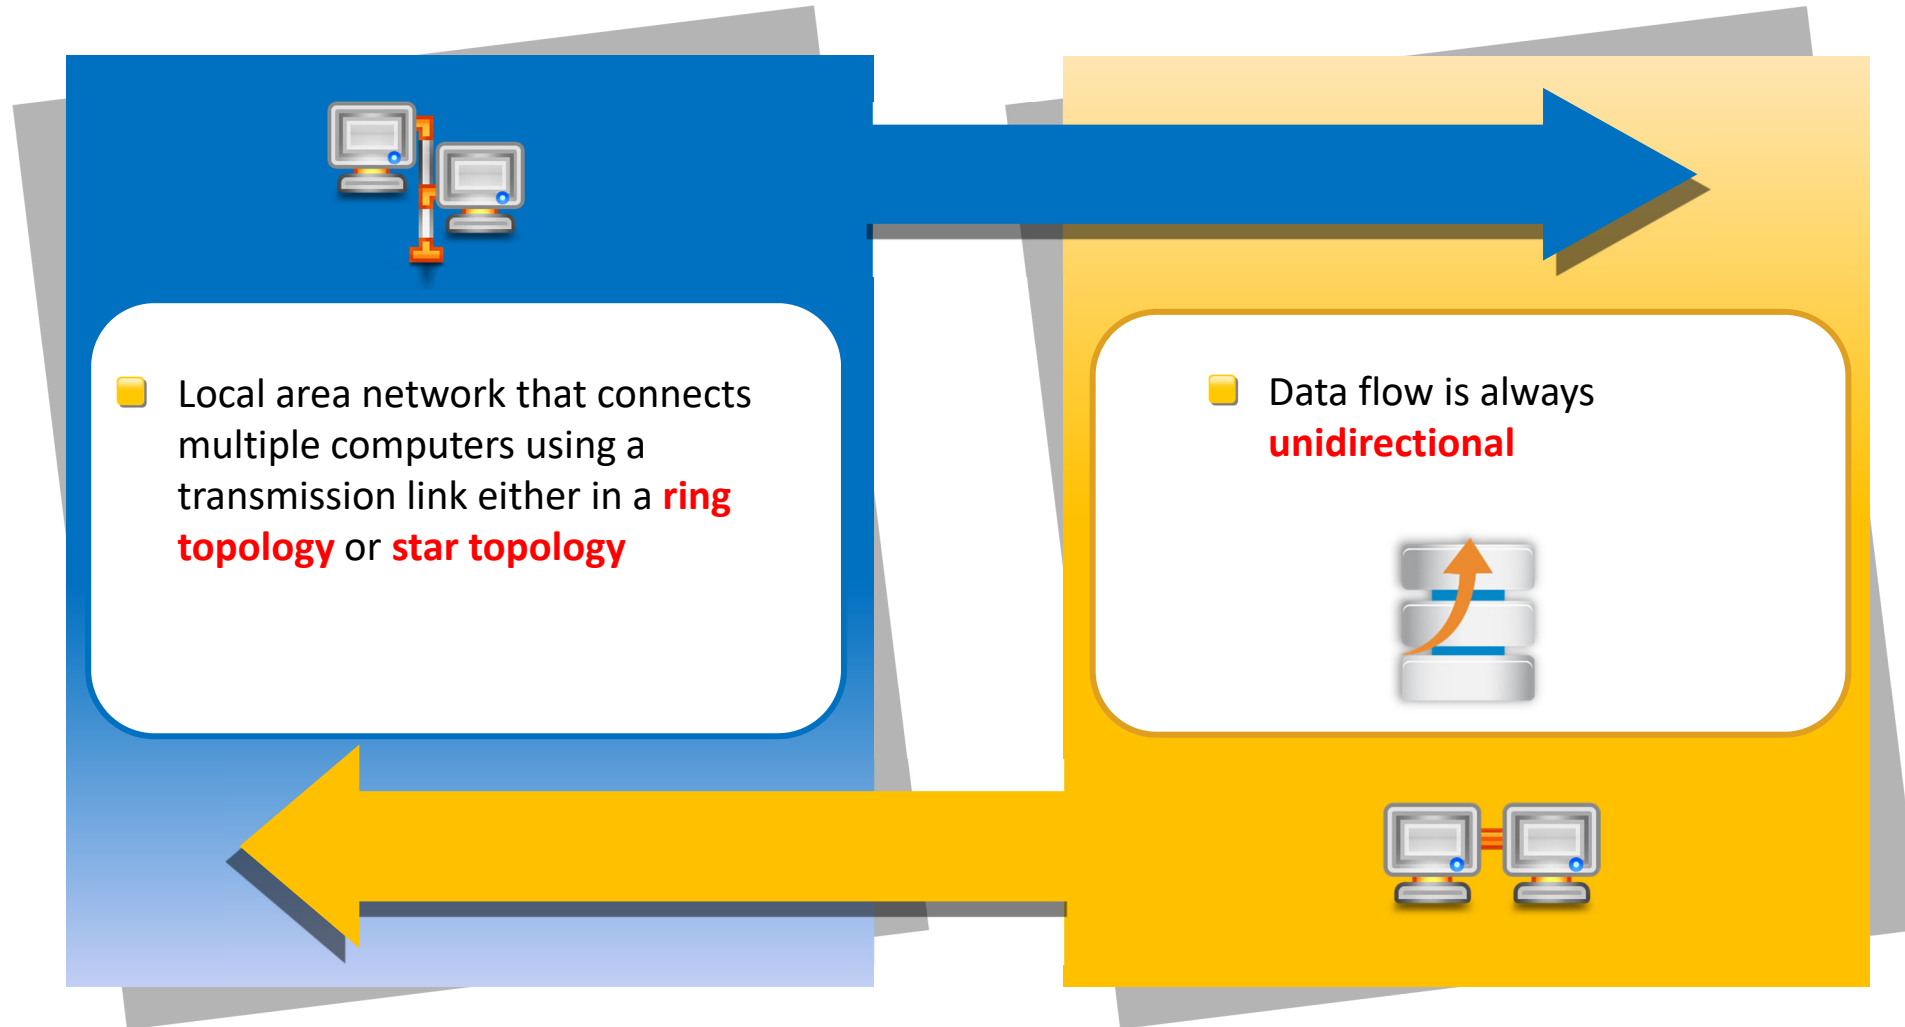 Local area network that connects
multiple computers using a
transmission link either in a ring
topology or star topology
Data flow is always
unidirectional